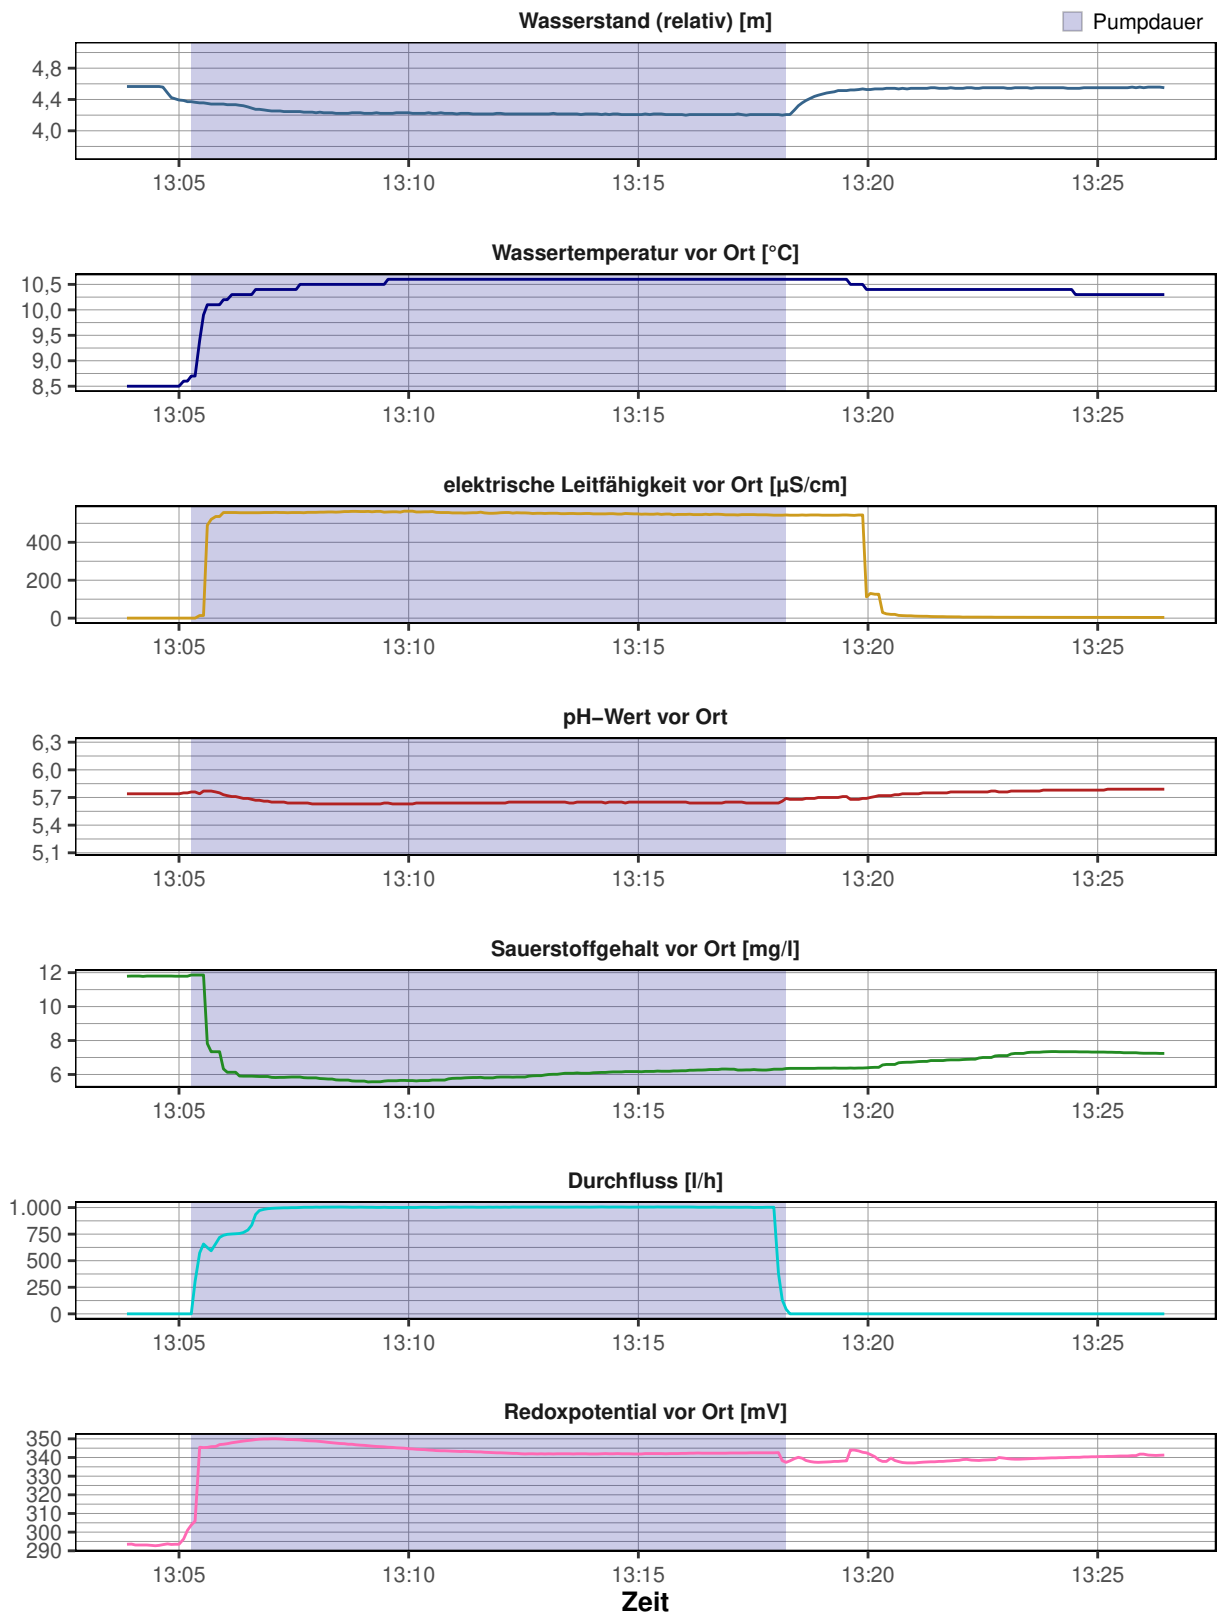 Wasserstand (relativ) [m]
Pumpdauer
4,8
4,4
4,0
13:05 13:10 13:15 13:20 13:25
Wassertemperatur vor Ort [°C]
10,5
10,0
9,5
9,0
8,5
13:05 13:10 13:15 13:20 13:25
elektrische Leitfähigkeit vor Ort [µS/cm]
400
200
0
13:05 13:10 13:15 13:20 13:25
pH−Wert vor Ort
6,3
6,0
5,7
5,4
5,1
13:05 13:10 13:15 13:20 13:25
Sauerstoffgehalt vor Ort [mg/l]
12
10
8
6
13:05 13:10 13:15 13:20 13:25
Durchfluss [l/h]
1.000
750
500
250
0
13:05 13:10 13:15 13:20 13:25
Redoxpotential vor Ort [mV]
350
340
330
320
310
300
290
13:05 13:10 13:15 13:20 13:25
Zeit